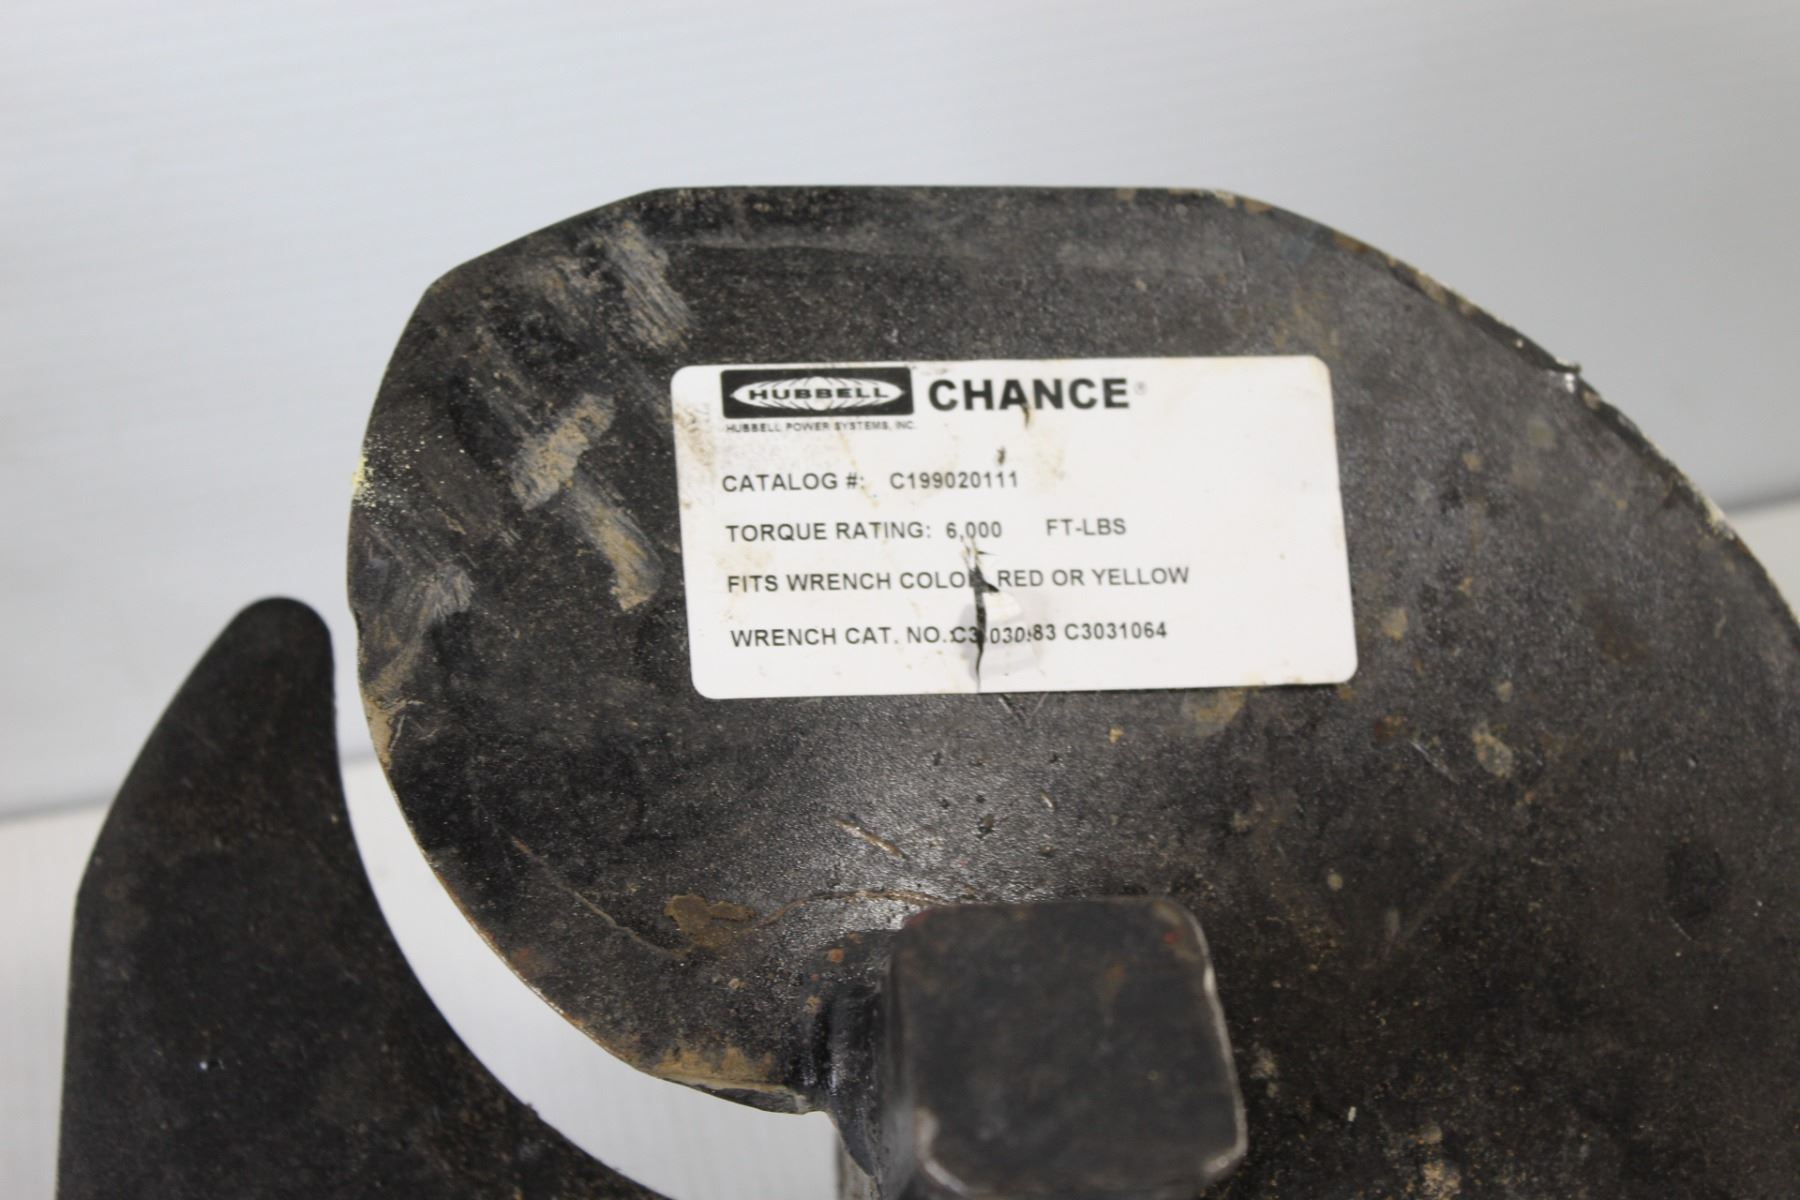 HUBBELL CHANCE®
HUBBELL POWER SYSTEMS, INC.
CATALOG #: C199020111
TORQUE RATING: 6,000 FT-LBS
FITS WRENCH RED OR YELLOW
WRENCH CAT. NO.: C3031064